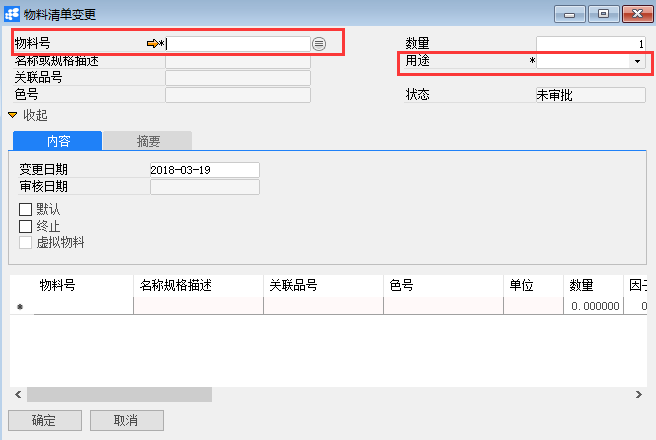 物料清单变更
物料号 * 数量 1
名称或规格描述 用途 *
关联品号
色号 状态 未审批
收起
内容 摘要
变更日期 2018-03-19
审核日期
默认
终止
虚拟物料
物料号 名称规格描述 关联品号 色号 单位 数量 因子
* 0.000000 0
确定 取消